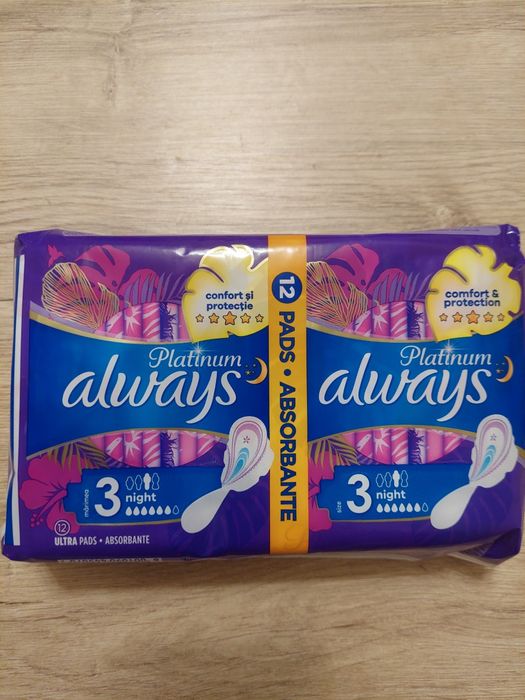 confort și
protecție
Platinum
always
mărimea
3
night
12
ULTRA PADS • ABSORBANTE
12 PADS • ABSORBANTE
comfort &
protection
Platinum
always
size
3
night